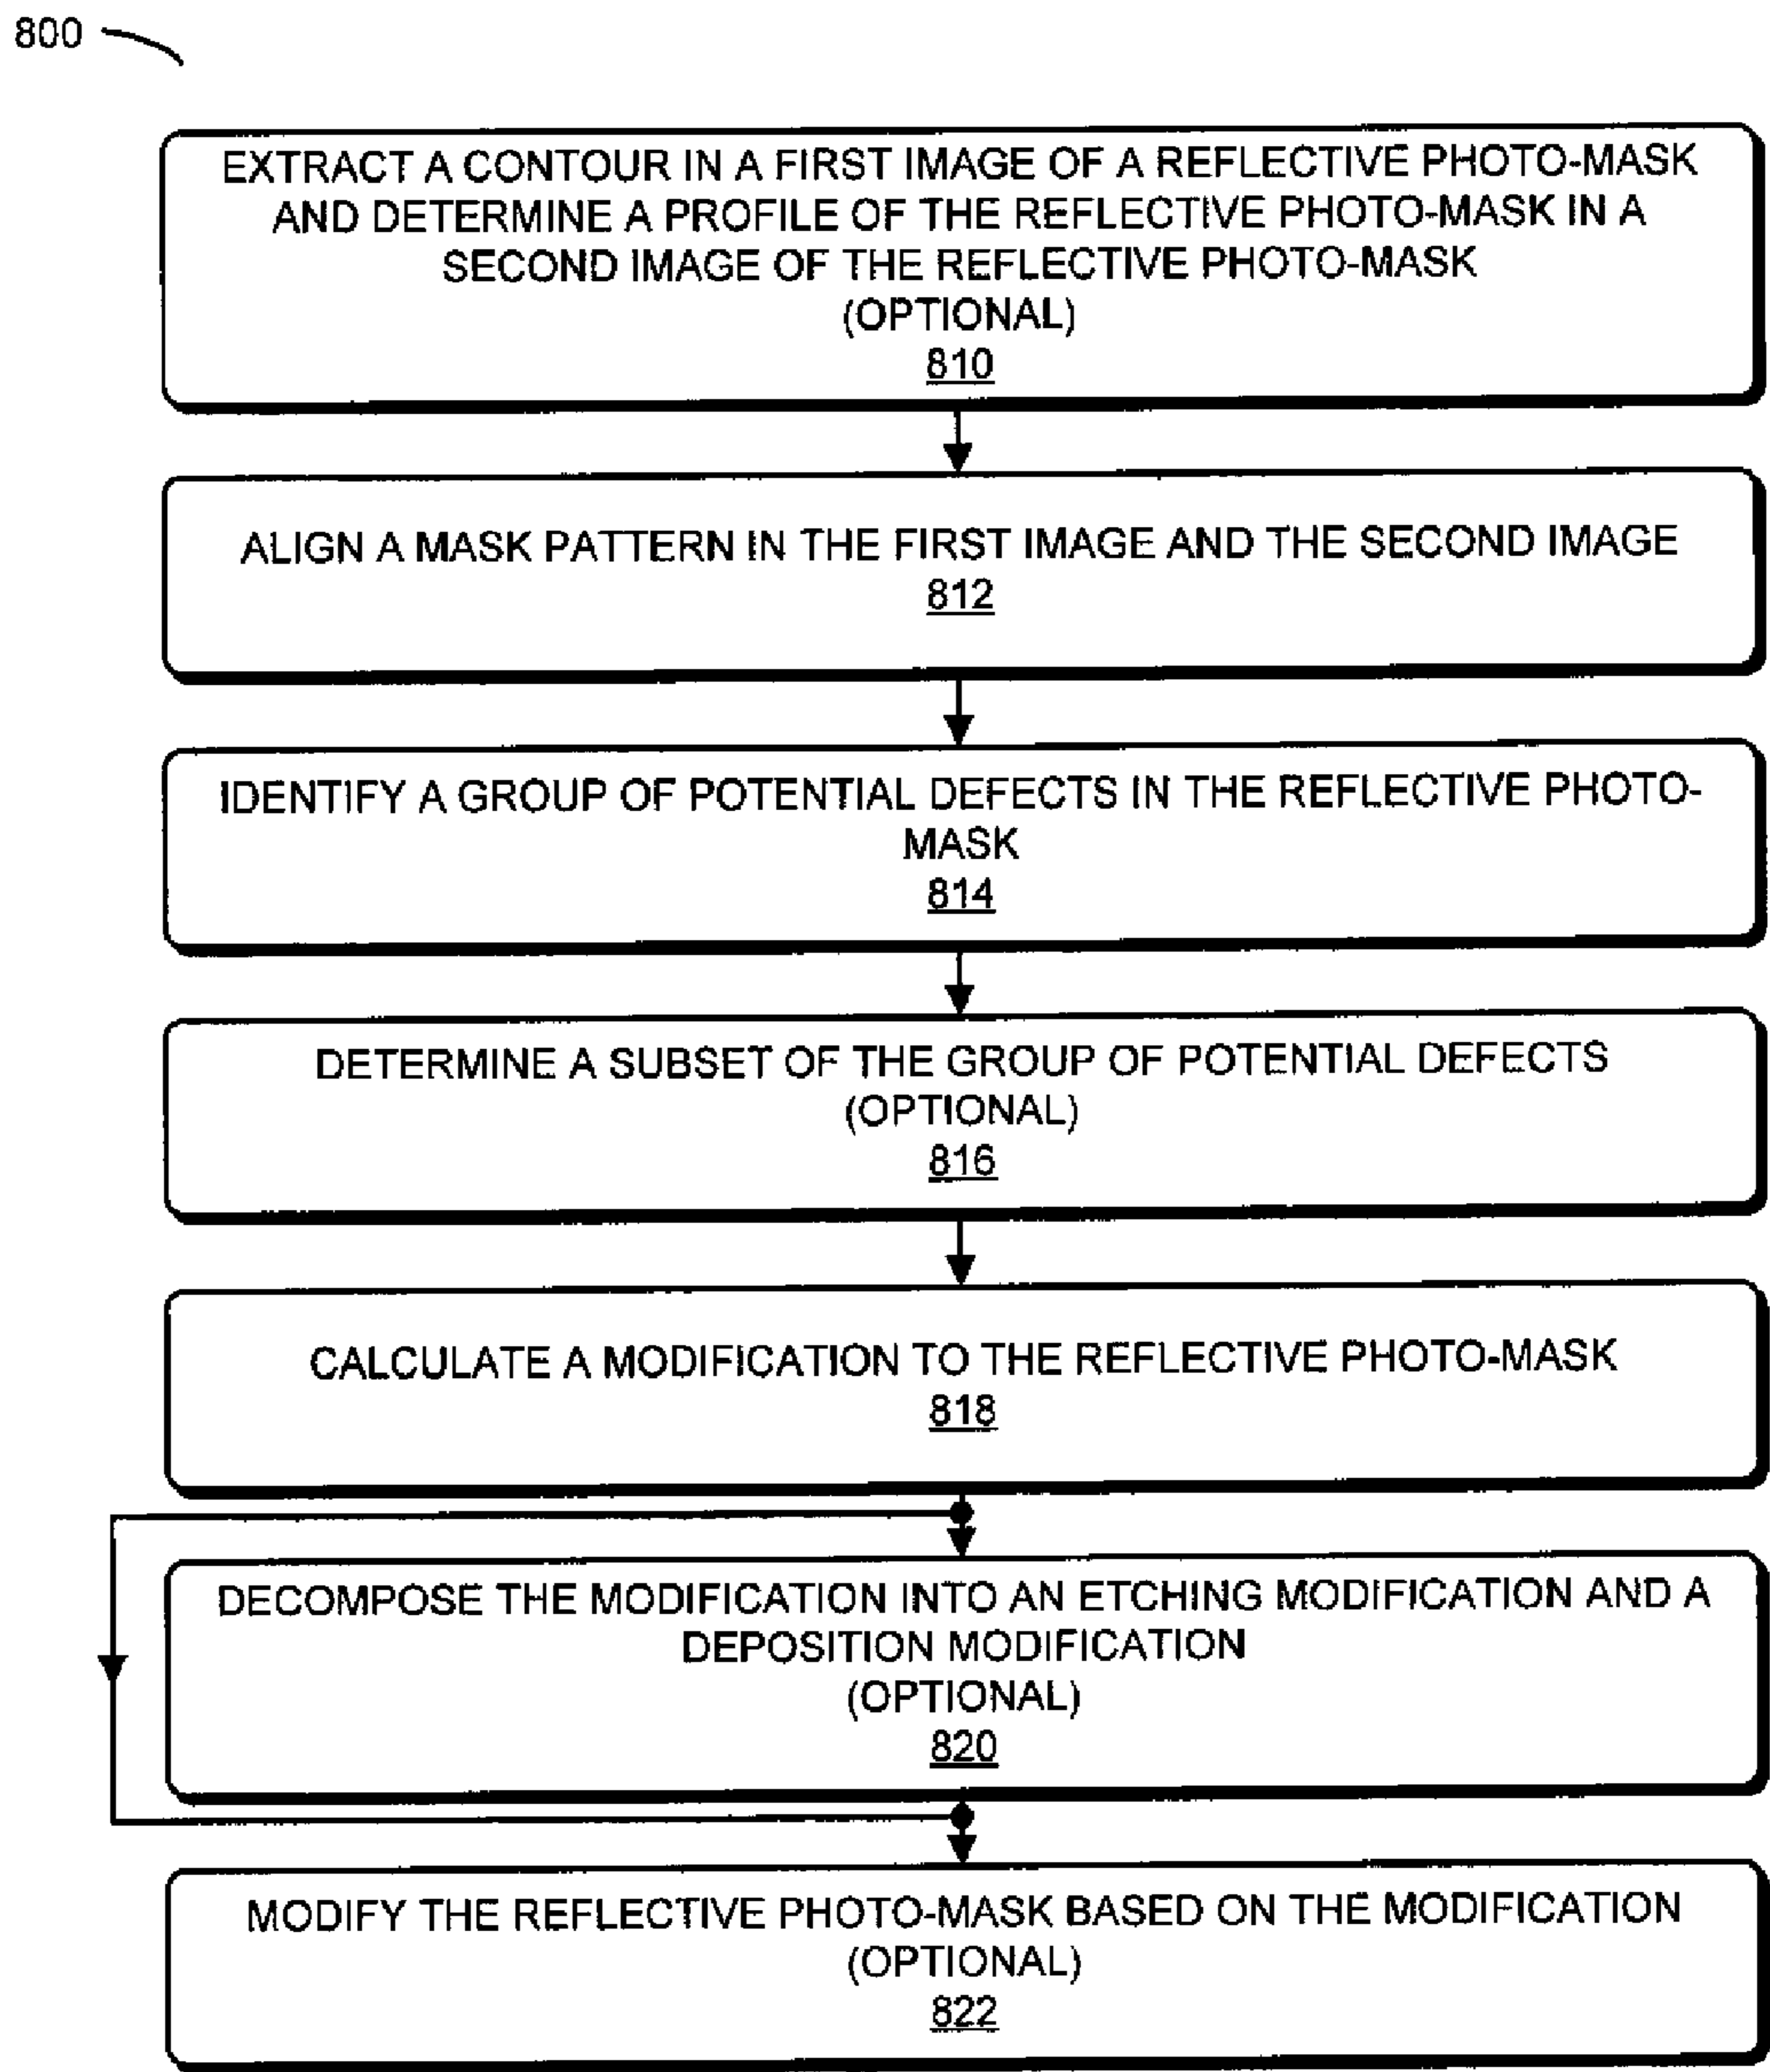 800
EXTRACT A CONTOUR IN A FIRST IMAGE OF A REFLECTIVE PHOTO-MASK
AND DETERMINE A PROFILE OF THE REFLECTIVE PHOTO-MASK IN A
SECOND IMAGE OF THE REFLECTIVE PHOTO-MASK
(OPTIONAL)
810
ALIGN A MASK PATTERN IN THE FIRST IMAGE AND THE SECOND IMAGE
812
IDENTIFY A GROUP OF POTENTIAL DEFECTS IN THE REFLECTIVE PHOTO-
MASK
814
DETERMINE A SUBSET OF THE GROUP OF POTENTIAL DEFECTS
(OPTIONAL)
816
CALCULATE A MODIFICATION TO THE REFLECTIVE PHOTO-MASK
818
DECOMPOSE THE MODIFICATION INTO AN ETCHING MODIFICATION AND A
DEPOSITION MODIFICATION
(OPTIONAL)
820
MODIFY THE REFLECTIVE PHOTO-MASK BASED ON THE MODIFICATION
(OPTIONAL)
822